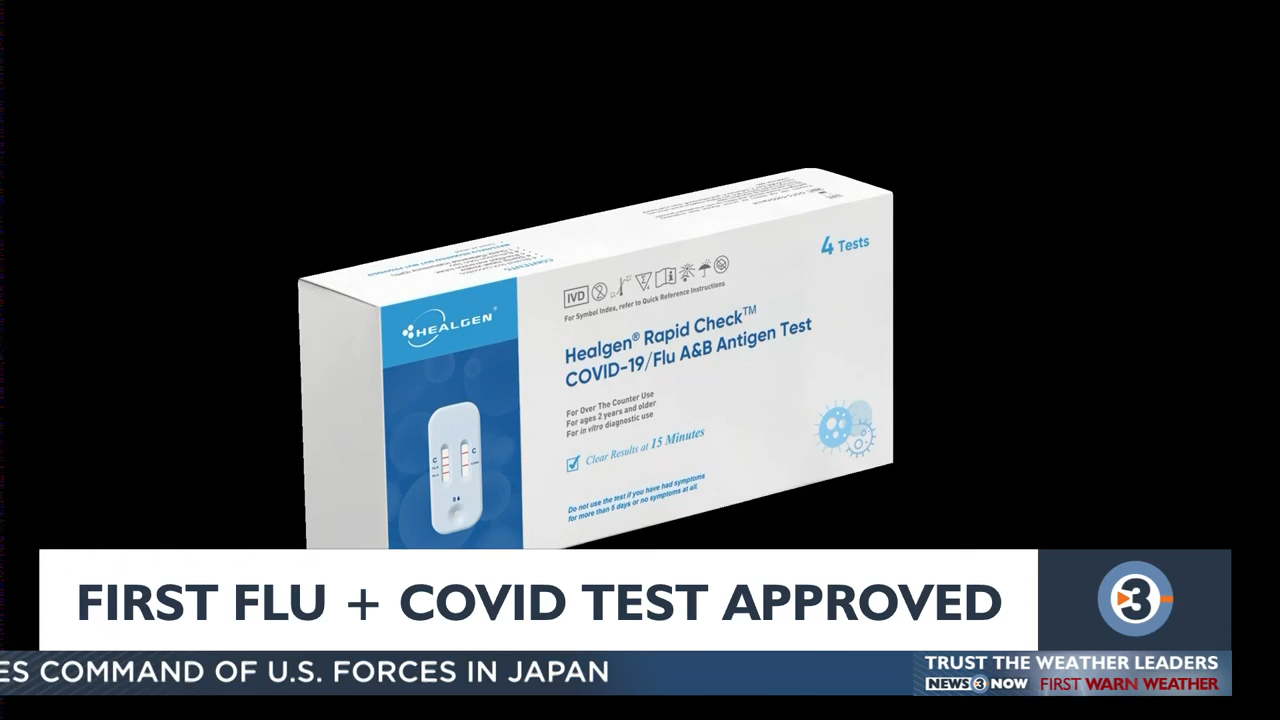 4 Tests
CONTENTS
HEALGEN®
IVD
For Symbol Index, refer to Quick Reference Instructions
Healgen® Rapid Check™
COVID-19/Flu A&B Antigen Test
For Over The Counter Use
For ages 2 years and older
For in vitro diagnostic use
Clear Results at 15 Minutes
Do not use the test if you have had symptoms
for more than 5 days or no symptoms at all.
C
C
FIRST FLU + COVID TEST APPROVED
3
ES COMMAND OF U.S. FORCES IN JAPAN
TRUST THE WEATHER LEADERS
NEWS 3 NOW FIRST WARN WEATHER